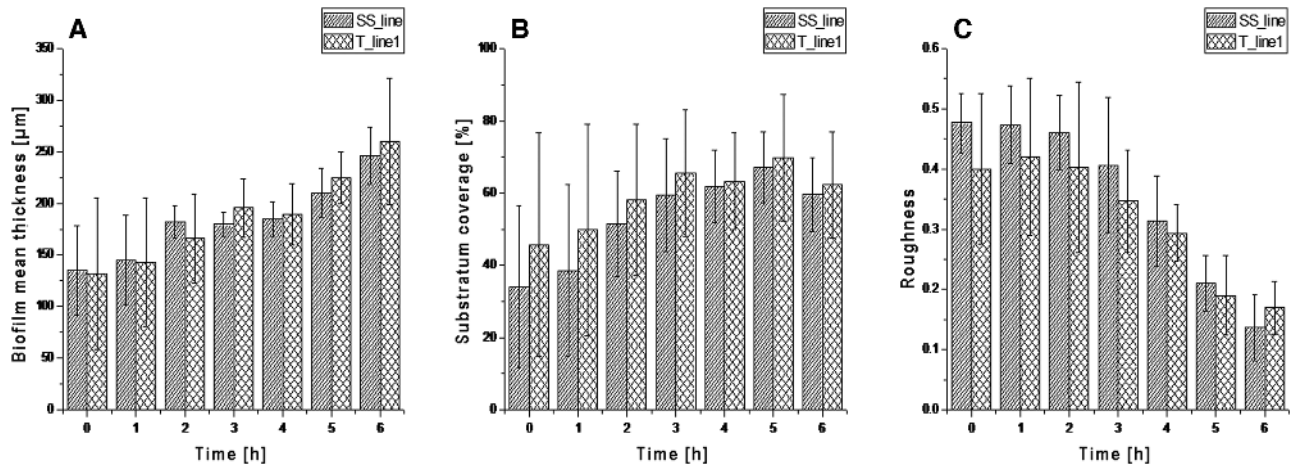 A
SS_line
T_line1
Biofilm mean thickness [µm]
350
300
250
200
150
100
50
0
0 1 2 3 4 5 6
Time [h]
B
SS_line
T_line1
Substratum coverage [%]
100
80
60
40
20
0
0 1 2 3 4 5 6
Time [h]
C
SS_line
T_line1
Roughness
0.6
0.5
0.4
0.3
0.2
0.1
0.0
0 1 2 3 4 5 6
Time [h]